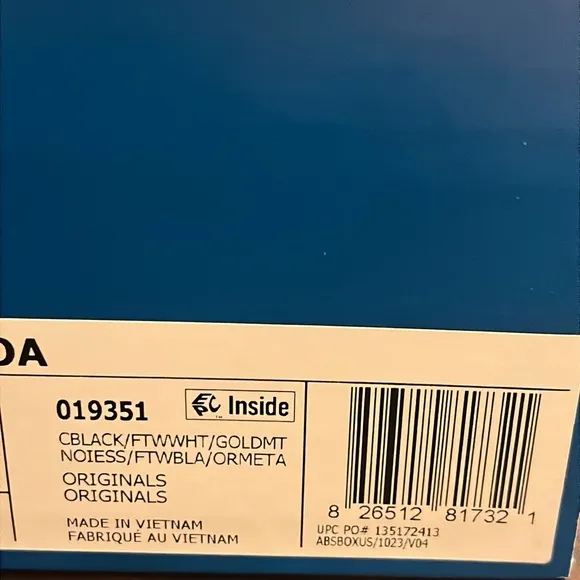 DA
019351
Inside
CBLACK/FTWWHT/GOLDMT
NOIESS/FTWBLA/ORMETA
ORIGINALS
ORIGINALS
MADE IN VIETNAM
FABRIQUÉ AU VIETNAM
8 26512 81732 1
UPC PO# 135172413
ABSBOXUS/1023/V04